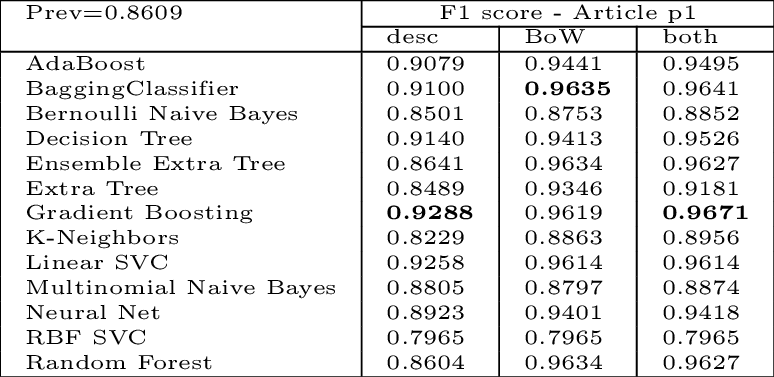 Prev=0.8609 F1 score - Article p1
desc BoW both
AdaBoost 0.9079 0.9441 0.9495
BaggingClassifier 0.9100 0.9635 0.9641
Bernoulli Naive Bayes 0.8501 0.8753 0.8852
Decision Tree 0.9140 0.9413 0.9526
Ensemble Extra Tree 0.8641 0.9634 0.9627
Extra Tree 0.8489 0.9346 0.9181
Gradient Boosting 0.9288 0.9619 0.9671
K-Neighbors 0.8229 0.8863 0.8956
Linear SVC 0.9258 0.9614 0.9614
Multinomial Naive Bayes 0.8805 0.8797 0.8874
Neural Net 0.8923 0.9401 0.9418
RBF SVC 0.7965 0.7965 0.7965
Random Forest 0.8604 0.9634 0.9627